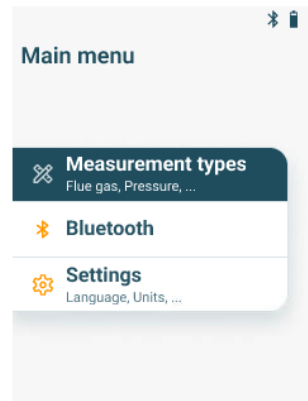 Main menu
Measurement types
Flue gas, Pressure, ...
Bluetooth
Settings
Language, Units, ...